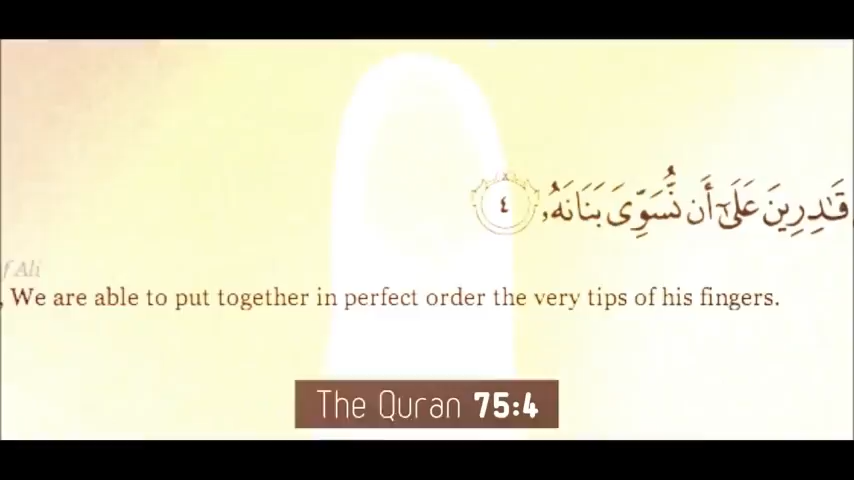 قَـٰدِرِينَ عَلَىٰٓ أَن نُّسَوِّىَ بَنَانَهُۥ ٤
f Ali
, We are able to put together in perfect order the very tips of his fingers.
The Quran 75:4